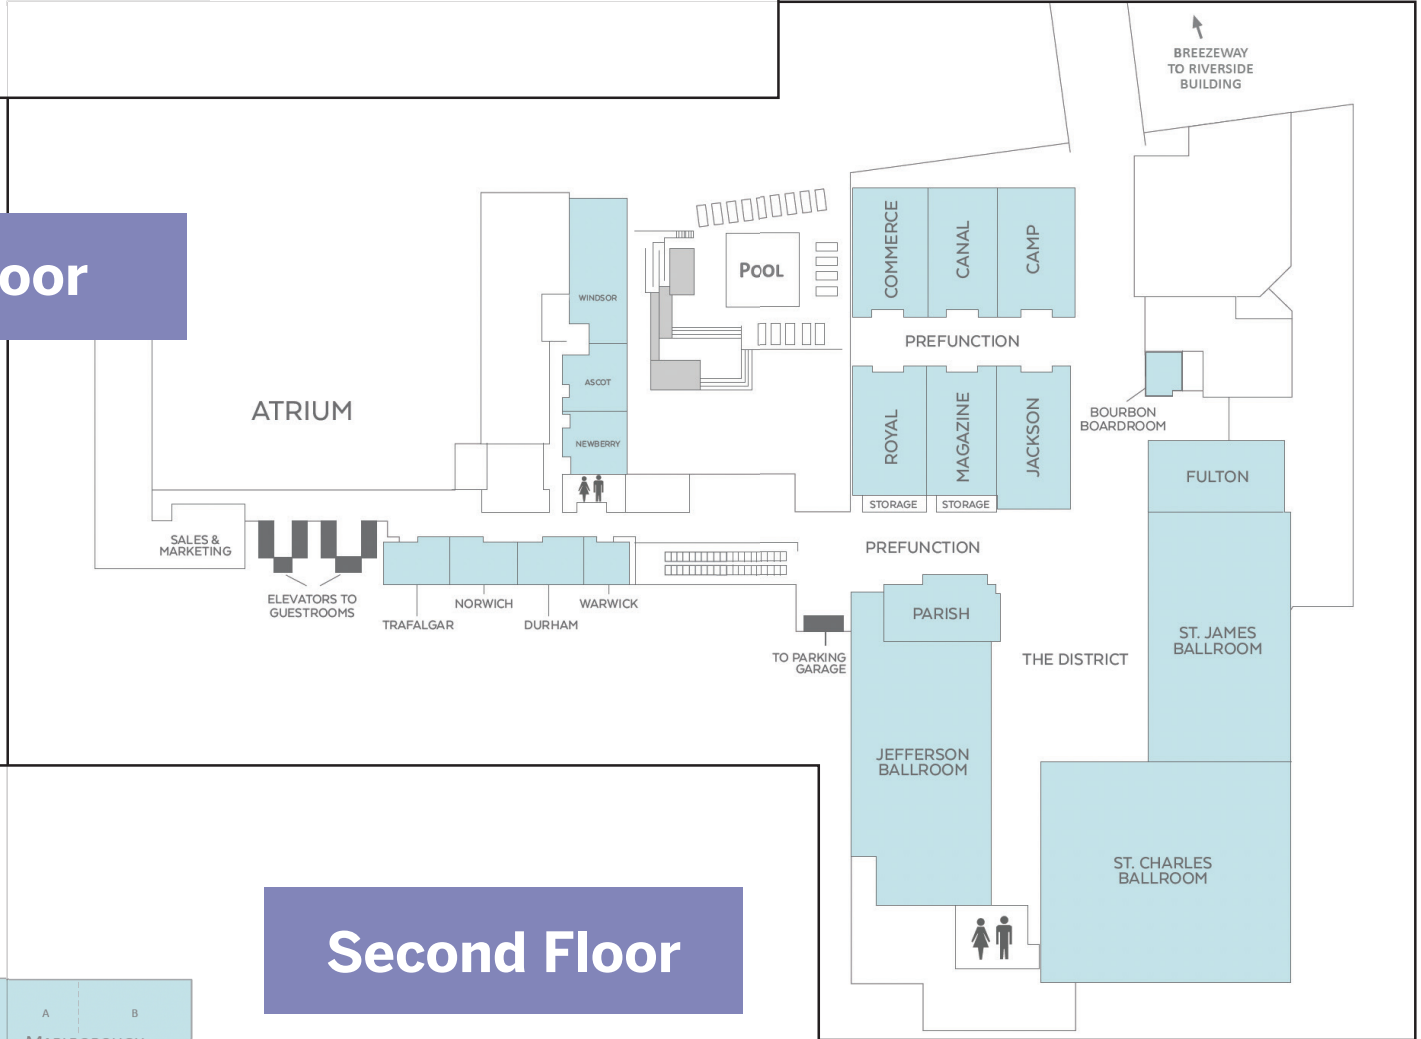 BREEZEWAY
TO RIVERSIDE
BUILDING
oor
COMMERCE
CANAL
CAMP
POOL
WINDSOR
PREFUNCTION
ASCOT
ATRIUM
BOURBON
BOARDROOM
ROYAL
MAGAZINE
JACKSON
NEWBERRY
FULTON
STORAGE
STORAGE
SALES &
MARKETING
PREFUNCTION
ELEVATORS TO
GUESTROOMS
NORWICH
WARWICK
TRAFALGAR
DURHAM
PARISH
ST. JAMES
BALLROOM
TO PARKING
GARAGE
THE DISTRICT
JEFFERSON
BALLROOM
ST. CHARLES
BALLROOM
Second Floor
A
B